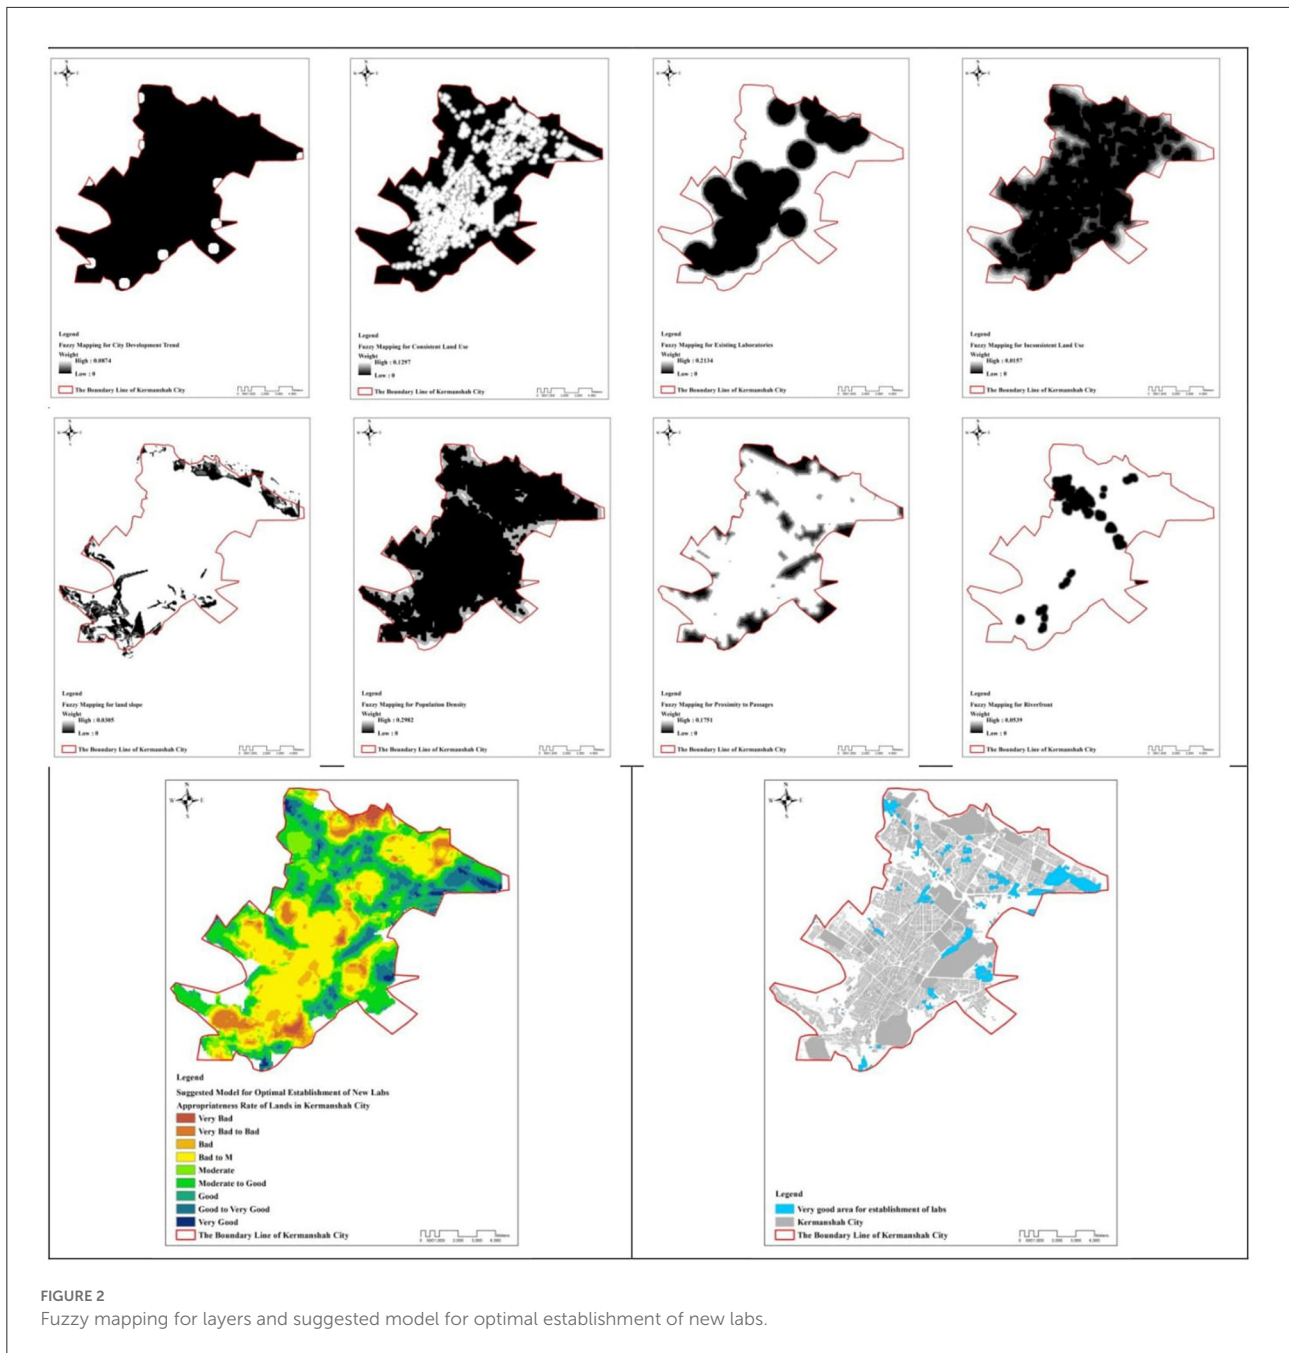 N
W E
S
Legend
Fuzzy Mapping for City Development Trend
Weight
High : 0.0874
Low : 0
The Boundary Line of Kermanshah City
N
W E
S
Legend
Fuzzy Mapping for Consistent Land Use
Weight
High : 0.1297
Low : 0
The Boundary Line of Kermanshah City
N
W E
S
Legend
Fuzzy Mapping for Existing Laboratories
Weight
High : 0.2134
Low : 0
The Boundary Line of Kermanshah City
N
W E
S
Legend
Fuzzy Mapping for Inconsistent Land Use
Weight
High : 0.0157
Low : 0
The Boundary Line of Kermanshah City
N
W E
S
Legend
Fuzzy Mapping for land slope
Weight
High : 0.0305
Low : 0
The Boundary Line of Kermanshah City
N
W E
S
Legend
Fuzzy Mapping for Population Density
Weight
High : 0.2982
Low : 0
The Boundary Line of Kermanshah City
N
W E
S
Legend
Fuzzy Mapping for Proximity to Passages
Weight
High : 0.1751
Low : 0
The Boundary Line of Kermanshah City
N
W E
S
Legend
Fuzzy Mapping for Riverfront
Weight
High : 0.0539
Low : 0
The Boundary Line of Kermanshah City
N
W E
S
Legend
Suggested Model for Optimal Establishment of New Labs
Appropriateness Rate of Lands in Kermanshah City
Very Bad
Very Bad to Bad
Bad
Bad to M
Moderate
Moderate to Good
Good
Good to Very Good
Very Good
The Boundary Line of Kermanshah City
N
W E
S
Legend
Very good area for establishment of labs
Kermanshah City
The Boundary Line of Kermanshah City
FIGURE 2
Fuzzy mapping for layers and suggested model for optimal establishment of new labs.